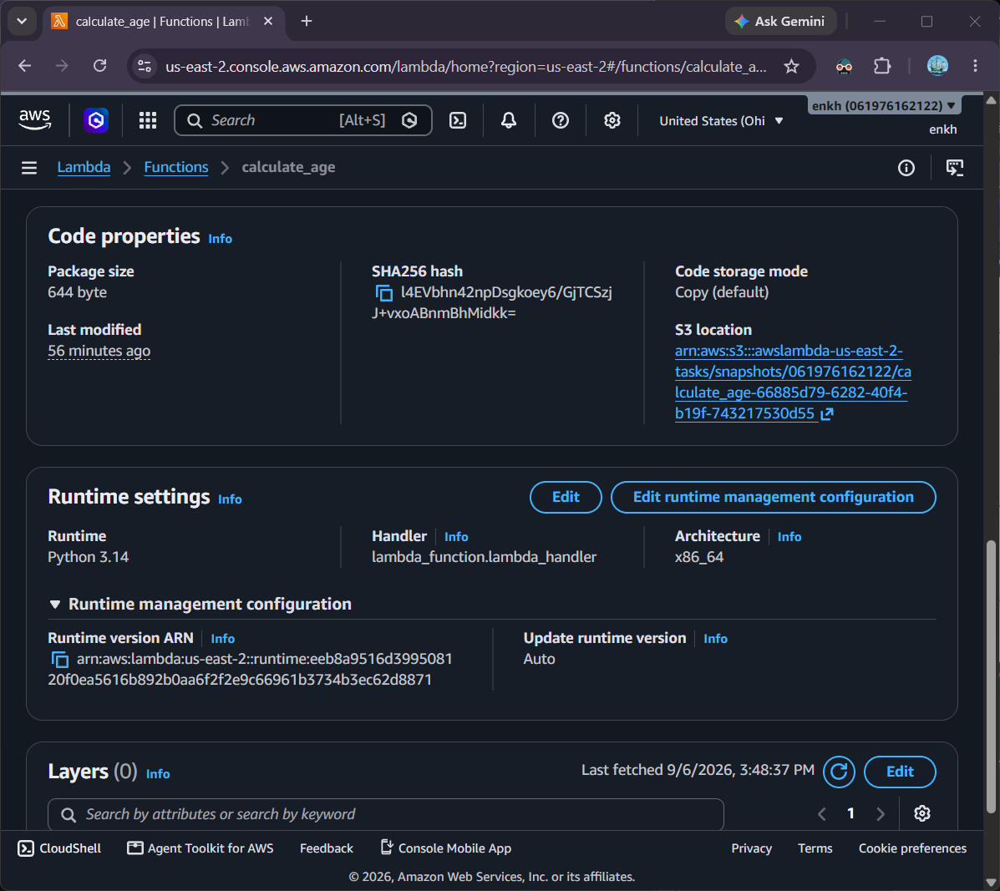 calculate_age | Functions | Lamb
Ask Gemini
us-east-2.console.aws.amazon.com/lambda/home?region=us-east-2#/functions/calculate_a...
aws
Search [Alt+S]
United States (Ohi
enkh (061976162122)
enkh
Lambda
Functions
calculate_age
Code properties Info
Package size
644 byte
Last modified
56 minutes ago
SHA256 hash
l4EVbhn42npDsgkoey6/GjTCSzj
J+vxoABnmBhMidkk=
Code storage mode
Copy (default)
S3 location
arn:aws:s3:::awslambda-us-east-2-
tasks/snapshots/061976162122/ca
lculate_age-66885d79-6282-40f4-
b19f-743217530d55
Runtime settings Info
Edit
Edit runtime management configuration
Runtime
Python 3.14
Handler Info
lambda_function.lambda_handler
Architecture Info
x86_64
Runtime management configuration
Runtime version ARN Info
arn:aws:lambda:us-east-2::runtime:eeb8a9516d3995081
20f0ea5616b892b0aa6f2f2e9c66961b3734b3ec62d8871
Update runtime version Info
Auto
Layers (0) Info
Last fetched 9/6/2026, 3:48:37 PM
Edit
Search by attributes or search by keyword
1
CloudShell
Agent Toolkit for AWS
Feedback
Console Mobile App
Privacy
Terms
Cookie preferences
© 2026, Amazon Web Services, Inc. or its affiliates.